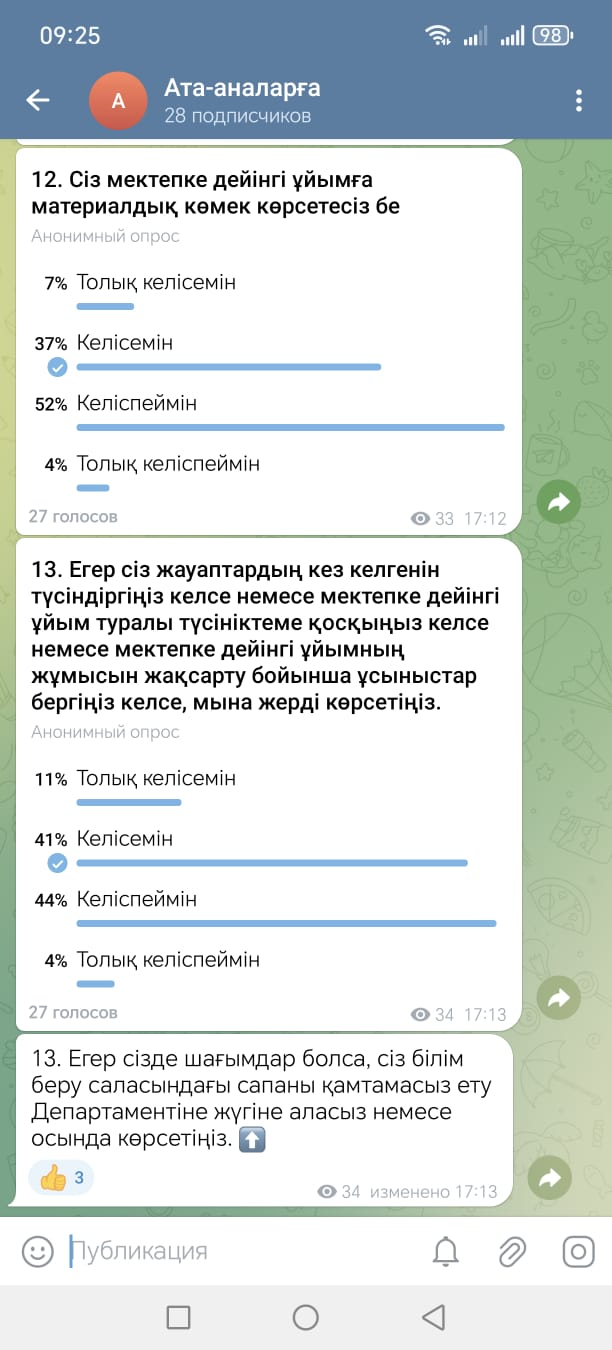 09:25
98
А
Ата-аналарға
28 подписчиков
12. Сіз мектепке дейінгі ұйымға
материалдық көмек көрсетесіз бе
Анонимный опрос
7% Толық келісемін
37% Келісемін
52% Келіспеймін
4% Толық келіспеймін
27 голосов
33 17:12
13. Егер сіз жауаптардың кез келгенін
түсіндіргіңіз келсе немесе мектепке дейінгі
ұйым туралы түсініктеме қосқыңыз келсе
немесе мектепке дейінгі ұйымның
жұмысын жақсарту бойынша ұсыныстар
бергіңіз келсе, мына жерді көрсетіңіз.
Анонимный опрос
11% Толық келісемін
41% Келісемін
44% Келіспеймін
4% Толық келіспеймін
27 голосов
34 17:13
13. Егер сізде шағымдар болса, сіз білім
беру саласындағы сапаны қамтамасыз ету
Департаментіне жүгіне аласыз немесе
осында көрсетіңіз.
3
34 изменено 17:13
Публикация